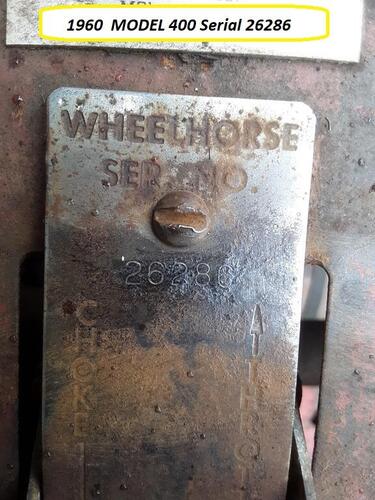 1960 MODEL 400 Serial 26286
WHEELHORSE
SER. NO
26286
CHOKE
THROT